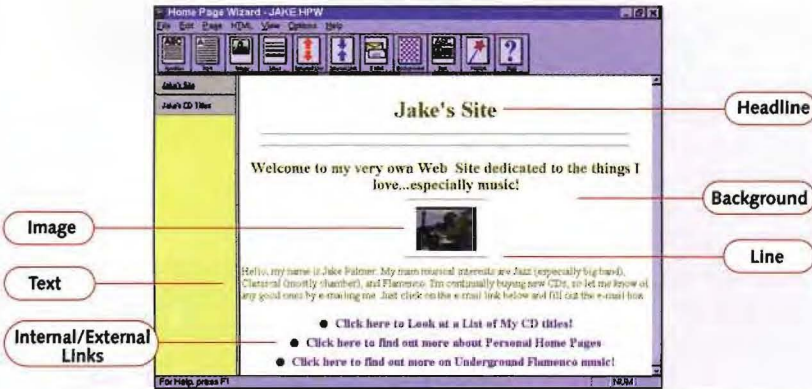 Home Page Wizard - JAKE HPW
File Edit Page HTML View Options Help
Jake's Site
Jake's CD Titles
Jake's Site
Headline
Welcome to my very own Web Site dedicated to the things I
love...especially music!
Background
Image
Line
Text
Hello, my name is Jake Palmer. My main musical interests are Jazz (especially big band),
Classical (mostly chamber), and Flamenco. I'm continually buying new CDs, so let me know of
any good ones by e-mailing me. Just click on the e-mail link below and fill out the e-mail box
Internal/External
Links
Click here to Look at a List of My CD titles!
Click here to find out more about Personal Home Pages
Click here to find out more on Underground Flamenco music!
For Help, press F1
NUM